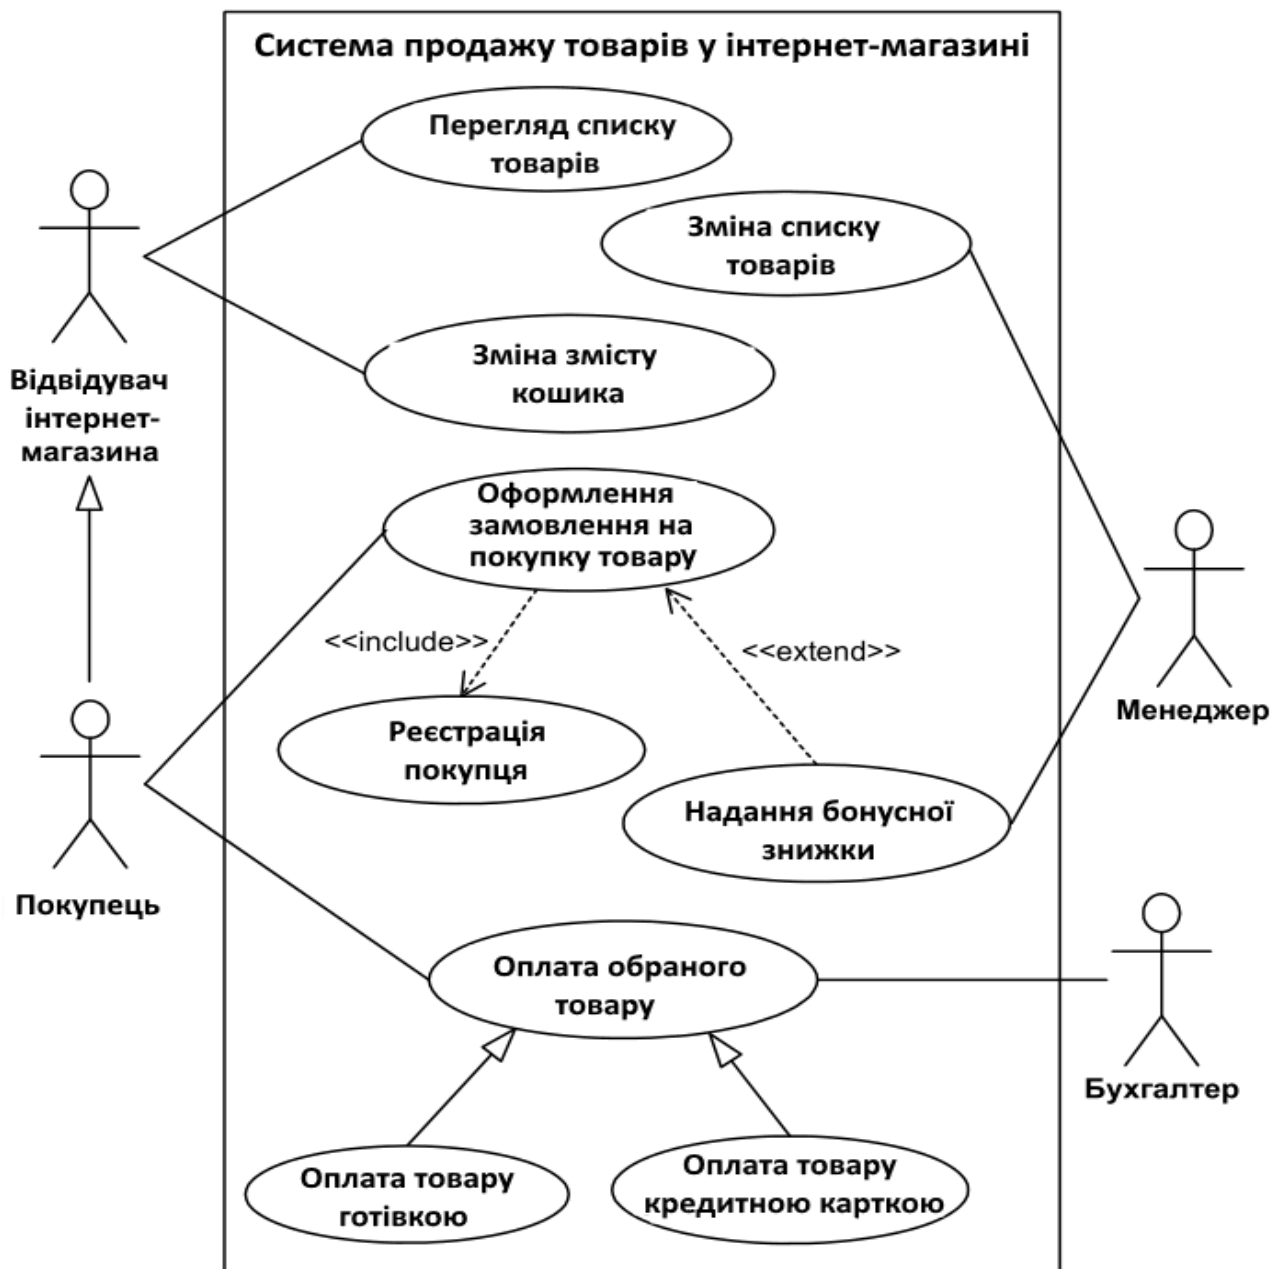 Система продажу товарів у інтернет-магазині
Перегляд списку
товарів
Зміна списку
товарів
Зміна змісту
кошика
Відвідувач
інтернет-
магазина
Оформлення
замовлення на
покупку товару
<<include>>
<<extend>>
Реєстрація
покупця
Менеджер
Надання бонусної
знижки
Покупець
Оплата обраного
товару
Бухгалтер
Оплата товару
готівкою
Оплата товару
кредитною карткою